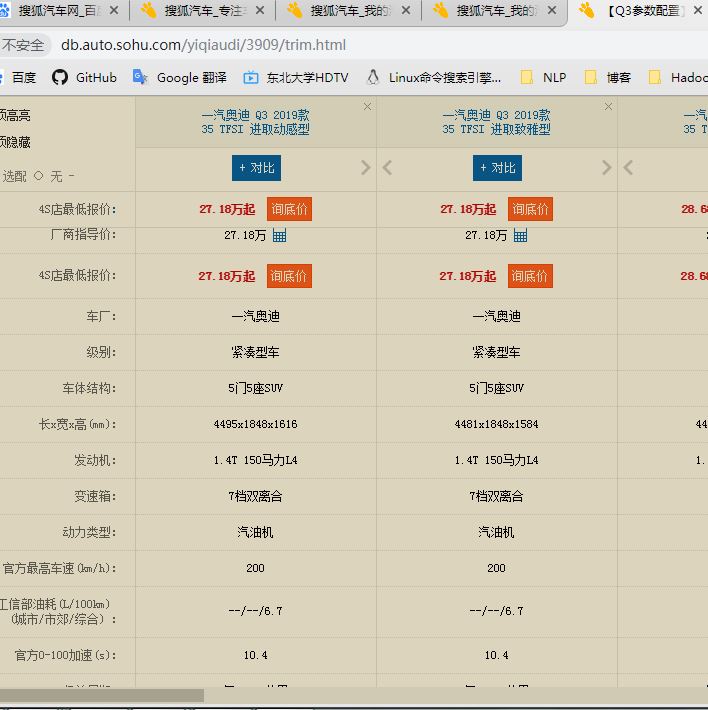 搜狐汽车网_百
搜狐汽车_专注
搜狐汽车_我的
搜狐汽车_我的
【Q3参数配置】
不安全 db.auto.sohu.com/yiqiaudi/3909/trim.html
百度 GitHub Google 翻译 东北大学HDTV Linux命令搜索引擎... NLP 博客 Hadoo
项高亮
项隐藏
选配 ○ 无 -
一汽奥迪 Q3 2019款
35 TFSI 进取动感型
一汽奥迪 Q3 2019款
35 TFSI 进取致雅型
一汽
35 T
+ 对比 + 对比
4S店最低报价: 27.18万起 询底价 27.18万起 询底价 28.6
厂商指导价: 27.18万 27.18万
4S店最低报价: 27.18万起 询底价 27.18万起 询底价 28.6
车厂: 一汽奥迪 一汽奥迪
级别: 紧凑型车 紧凑型车
车体结构: 5门5座SUV 5门5座SUV
长x宽x高(mm): 4495x1848x1616 4481x1848x1584 44
发动机: 1.4T 150马力L4 1.4T 150马力L4 1.
变速箱: 7档双离合 7档双离合
动力类型: 汽油机 汽油机
官方最高车速(km/h): 200 200
工信部油耗(L/100km)
(城市/市郊/综合): --/--/6.7 --/--/6.7
官方0-100加速(s): 10.4 10.4